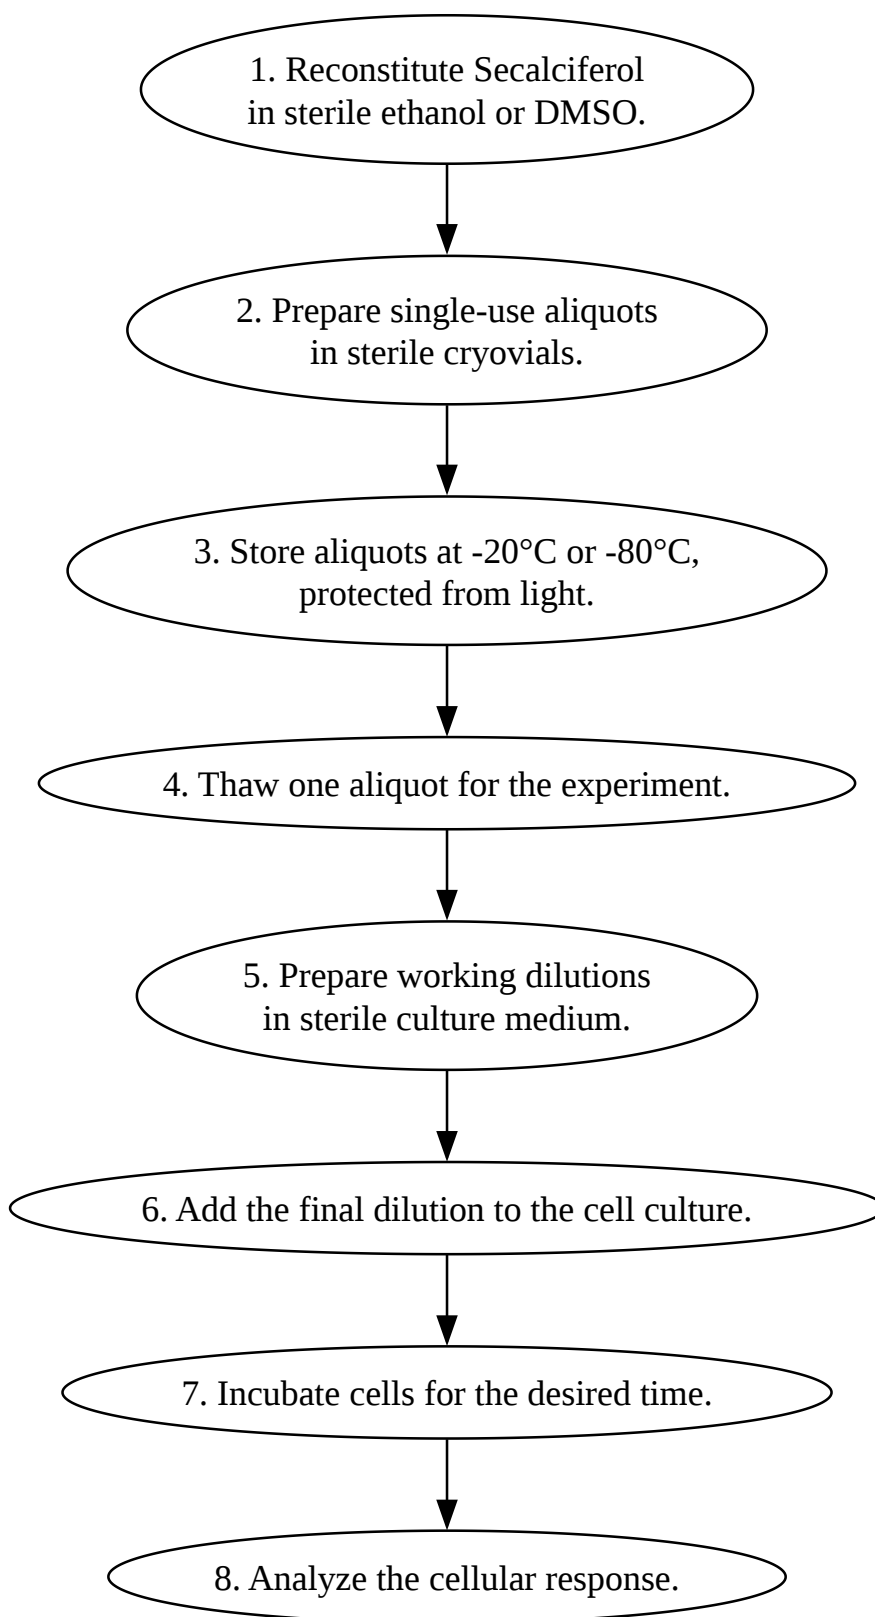 1. Reconstitute Secalciferol
in sterile ethanol or DMSO.
2. Prepare single-use aliquots
in sterile cryovials.
3. Store aliquots at -20°C or -80°C,
protected from light.
4. Thaw one aliquot for the experiment.
5. Prepare working dilutions
in sterile culture medium.
6. Add the final dilution to the cell culture.
7. Incubate cells for the desired time.
8. Analyze the cellular response.